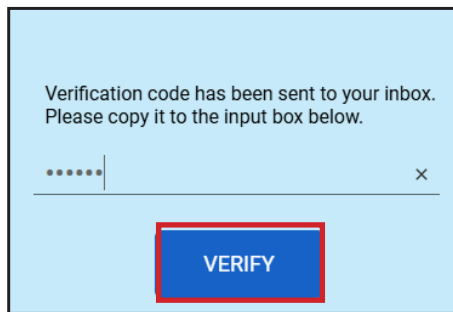 Verification code has been sent to your inbox.
Please copy it to the input box below.
••••••
×
VERIFY